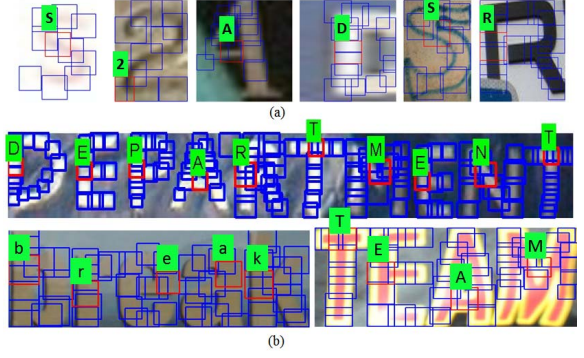 S 2 A D S R
(a)
D E P A R T M E N T
b r e a k
T E A M
(b)